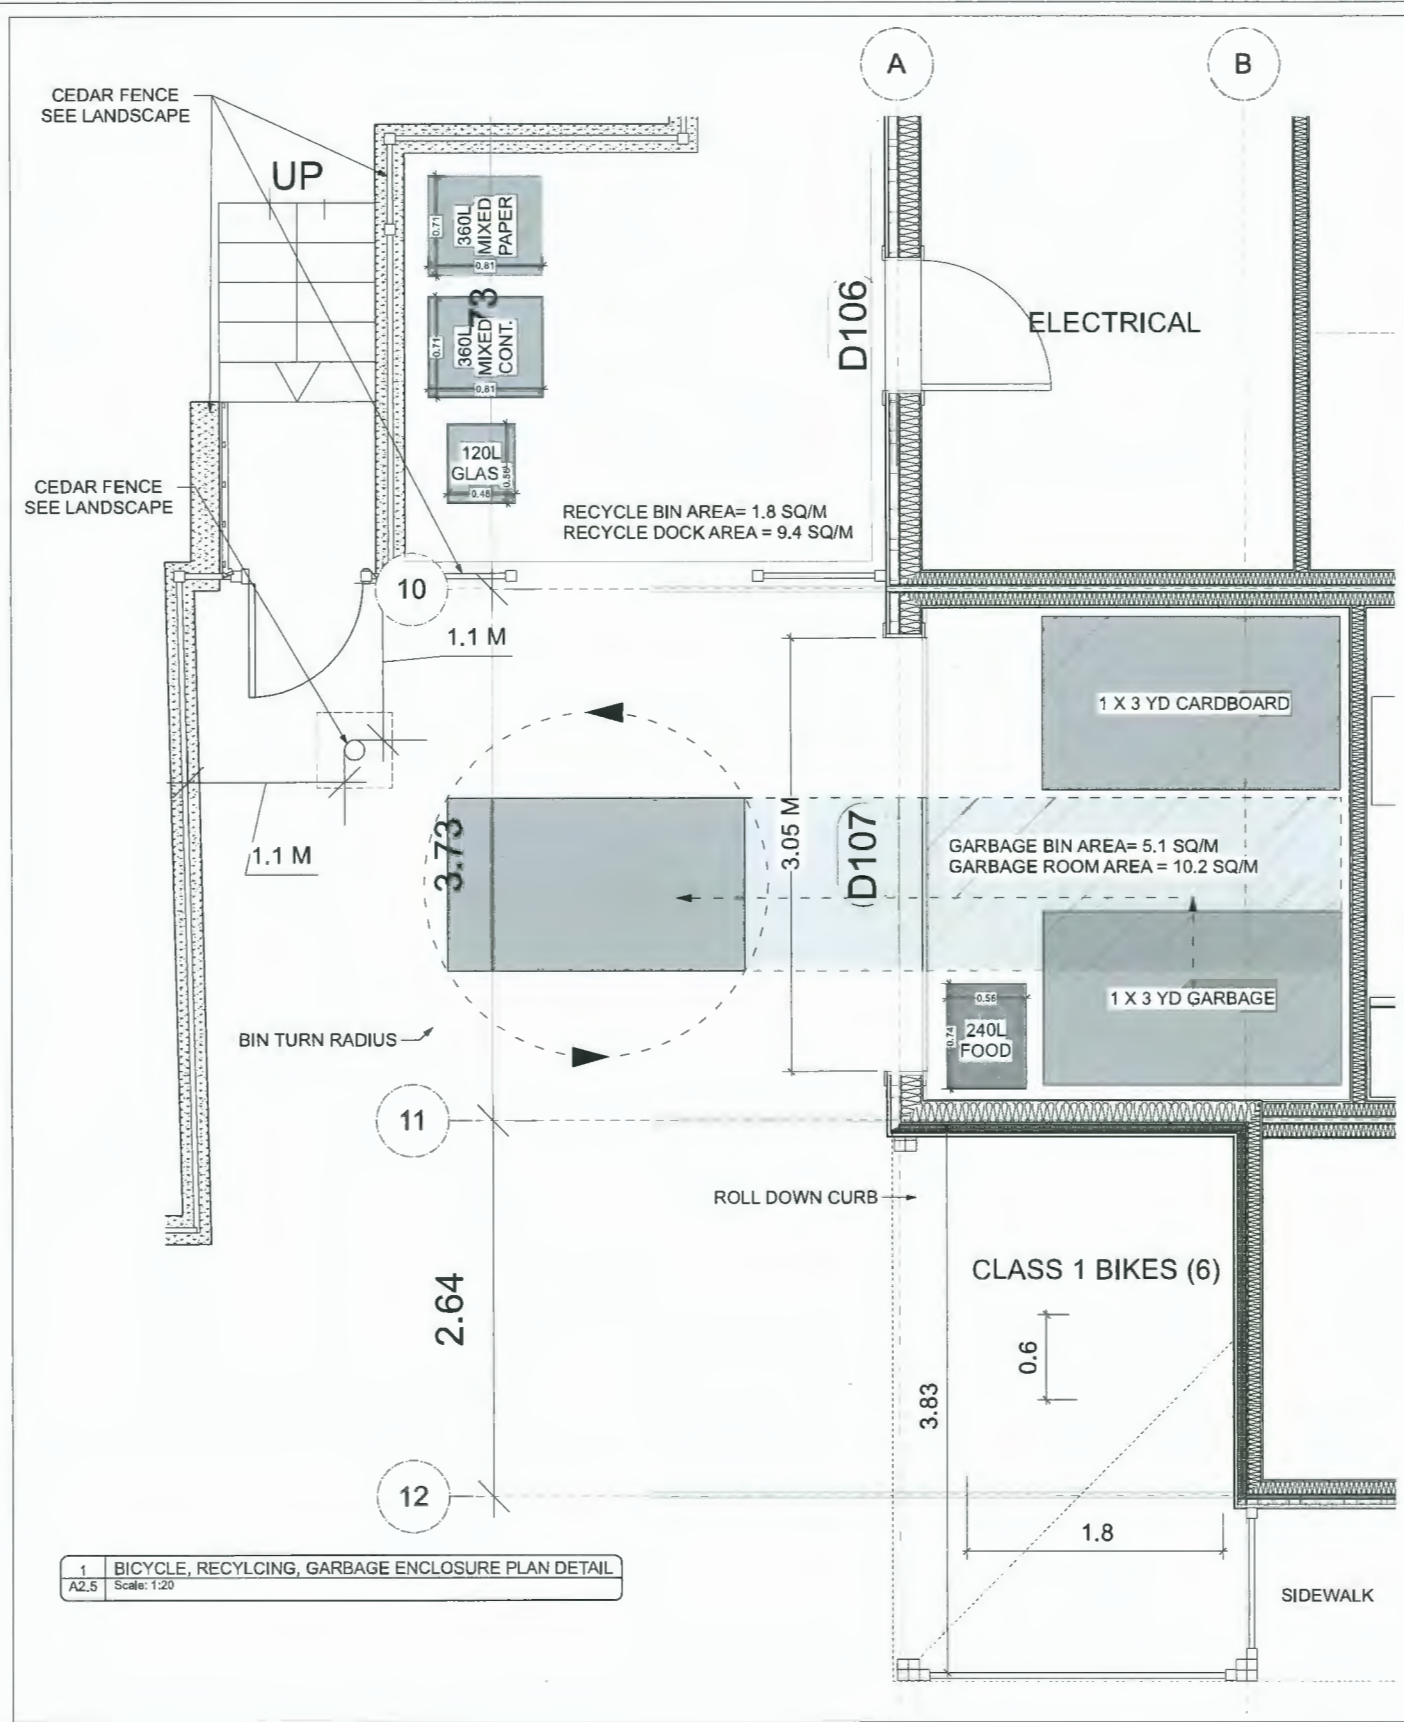 A
B
CEDAR FENCE
SEE LANDSCAPE
UP
360L
MIXED
PAPER
0.71
0.81
73
360L
MIXED
CONT.
0.71
0.81
120L
GLAS
0.48
D106
ELECTRICAL
CEDAR FENCE
SEE LANDSCAPE
RECYCLE BIN AREA= 1.8 SQ/M
RECYCLE DOCK AREA = 9.4 SQ/M
10
1.1 M
1 X 3 YD CARDBOARD
3.73
3.05 M
D107
1.1 M
GARBAGE BIN AREA= 5.1 SQ/M
GARBAGE ROOM AREA = 10.2 SQ/M
1 X 3 YD GARBAGE
0.56
0.74
240L
FOOD
BIN TURN RADIUS
11
ROLL DOWN CURB
CLASS 1 BIKES (6)
2.64
0.6
3.83
12
1.8
1 BICYCLE, RECYLCING, GARBAGE ENCLOSURE PLAN DETAIL
A2.5 Scale: 1:20
SIDEWALK